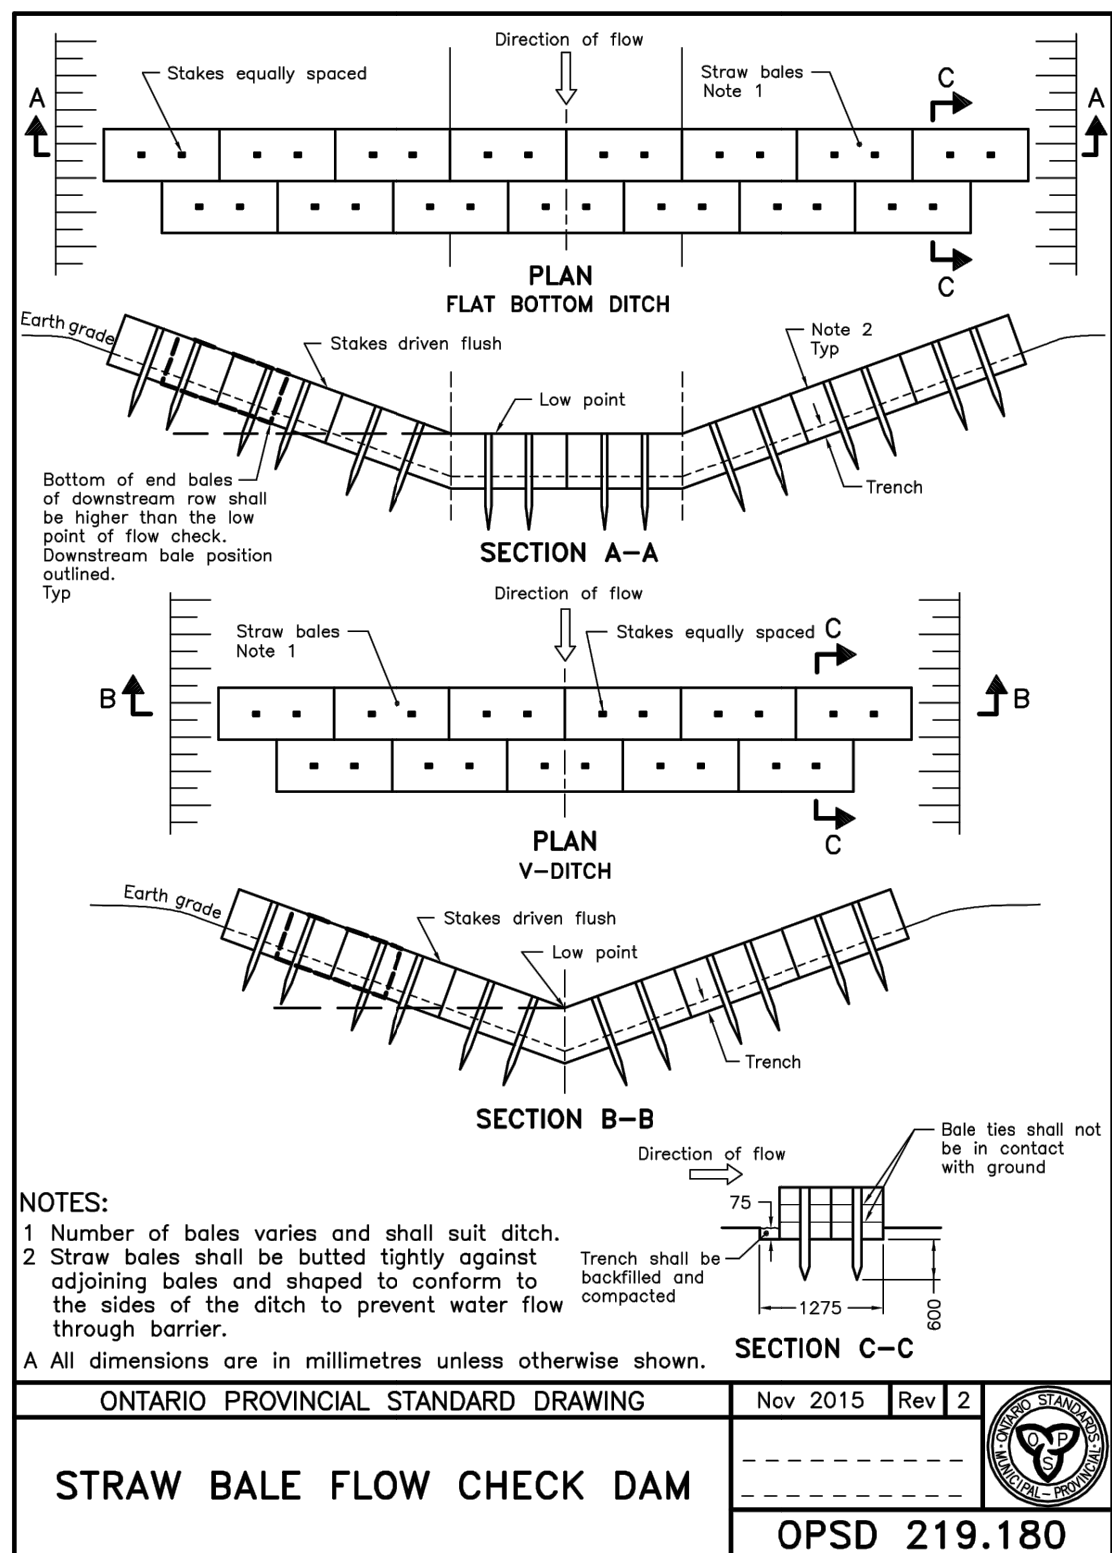 Direction of flow
Stakes equally spaced
Straw bales
Note 1
C
A
A
C
PLAN
FLAT BOTTOM DITCH
Earth grade
Stakes driven flush
Note 2
Typ
Low point
Bottom of end bales
of downstream row shall
be higher than the low
point of flow check.
Downstream bale position
outlined.
Typ
Trench
SECTION A-A
Direction of flow
Straw bales
Note 1
Stakes equally spaced
C
B
B
C
PLAN
V-DITCH
Earth grade
Stakes driven flush
Low point
Trench
SECTION B-B
Direction of flow
Bale ties shall not
be in contact
with ground
75
Trench shall be
backfilled and
compacted
1275
600
SECTION C-C
NOTES:
1 Number of bales varies and shall suit ditch.
2 Straw bales shall be butted tightly against
adjoining bales and shaped to conform to
the sides of the ditch to prevent water flow
through barrier.
A All dimensions are in millimetres unless otherwise shown.
ONTARIO PROVINCIAL STANDARD DRAWING
Nov 2015 Rev 2
ONTARIO STANDARDS
MUNICIPAL - PROVINCIAL
O P
S
STRAW BALE FLOW CHECK DAM
OPSD 219.180